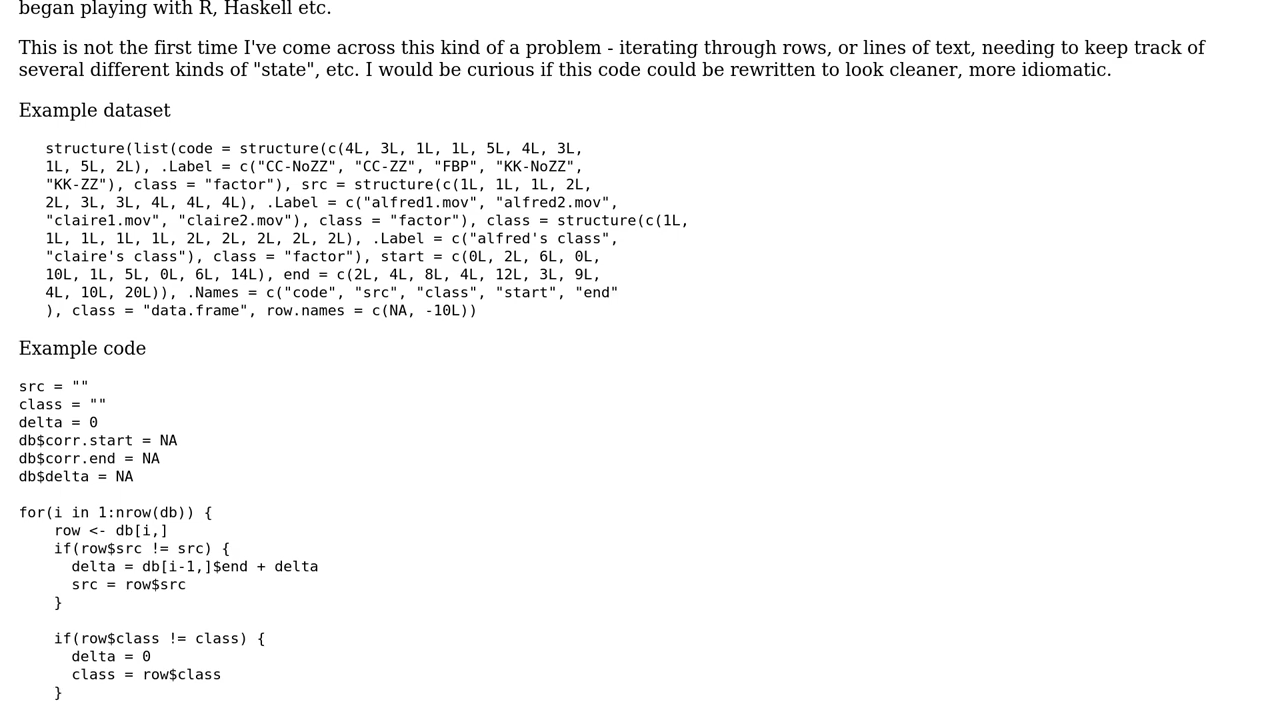 began playing with R, Haskell etc.
This is not the first time I've come across this kind of a problem - iterating through rows, or lines of text, needing to keep track of
several different kinds of "state", etc. I would be curious if this code could be rewritten to look cleaner, more idiomatic.
Example dataset
structure(list(code = structure(c(4L, 3L, 1L, 1L, 5L, 4L, 3L,
1L, 5L, 2L), .Label = c("CC-NoZZ", "CC-ZZ", "FBP", "KK-NoZZ",
"KK-ZZ"), class = "factor"), src = structure(c(1L, 1L, 1L, 2L,
2L, 3L, 3L, 4L, 4L, 4L), .Label = c("alfred1.mov", "alfred2.mov",
"claire1.mov", "claire2.mov"), class = "factor"), class = structure(c(1L,
1L, 1L, 1L, 1L, 2L, 2L, 2L, 2L, 2L), .Label = c("alfred's class",
"claire's class"), class = "factor"), start = c(0L, 2L, 6L, 0L,
10L, 1L, 5L, 0L, 6L, 14L), end = c(2L, 4L, 8L, 4L, 12L, 3L, 9L,
4L, 10L, 20L)), .Names = c("code", "src", "class", "start", "end"
), class = "data.frame", row.names = c(NA, -10L))
Example code
src = ""
class = ""
delta = 0
db$corr.start = NA
db$corr.end = NA
db$delta = NA
for(i in 1:nrow(db)) {
row <- db[i,]
if(row$src != src) {
delta = db[i-1,]$end + delta
src = row$src
}
if(row$class != class) {
delta = 0
class = row$class
}